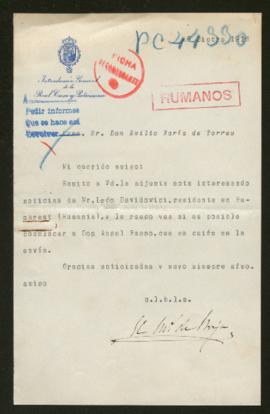 PC44990
Intendencia General
de la
Real Casa y Patrimonio
FICHA
RUMANOS
A
Pedir informes
Que se hace así
Devolver
Sr. Don Emilio María de Torres
Mi querido amigo:
Remito a Vd. la adjunta nota interesando
noticias de Mr. León Davidovici, residente en Bu-
carest (Rumania), y le ruego vea si es posible
complacer a Don Angel Ramo, que es quien me la
envía.
Gracias anticipadas y suyo siempre afmo.
amigo